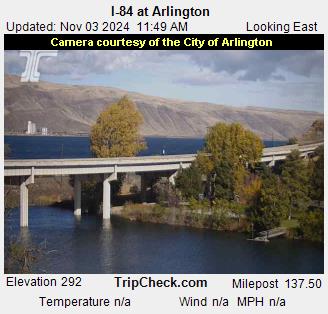 I-84 at Arlington
Updated: Nov 03 2024 11:49 AM Looking East
Camera courtesy of the City of Arlington
Elevation 292 TripCheck.com Milepost 137.50
Temperature n/a Wind n/a MPH n/a